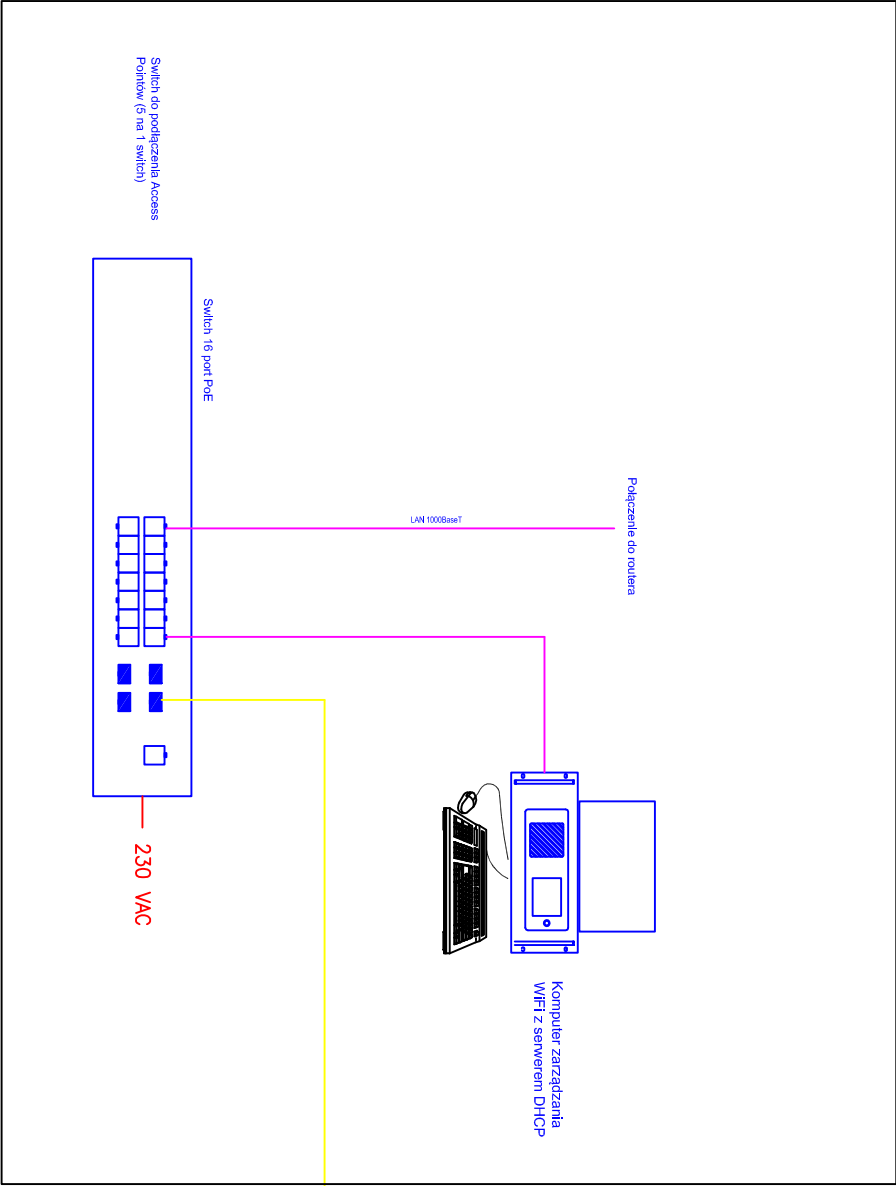 Switch do podłączenia Access
Pointów (5 na 1 switch)
Switch 16 port PoE
LAN 1000BaseT
Połączenie do routera
230 VAC
Komputer zarządzania
WiFi z serwerem DHCP